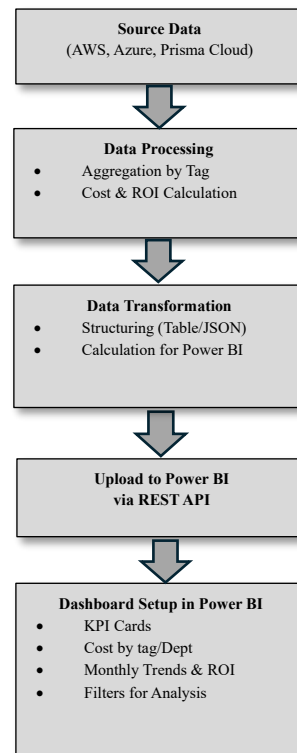 Source Data
(AWS, Azure, Prisma Cloud)
Data Processing
• Aggregation by Tag
• Cost & ROI Calculation
Data Transformation
• Structuring (Table/JSON)
• Calculation for Power BI
Upload to Power BI
via REST API
Dashboard Setup in Power BI
• KPI Cards
• Cost by tag/Dept
• Monthly Trends & ROI
• Filters for Analysis